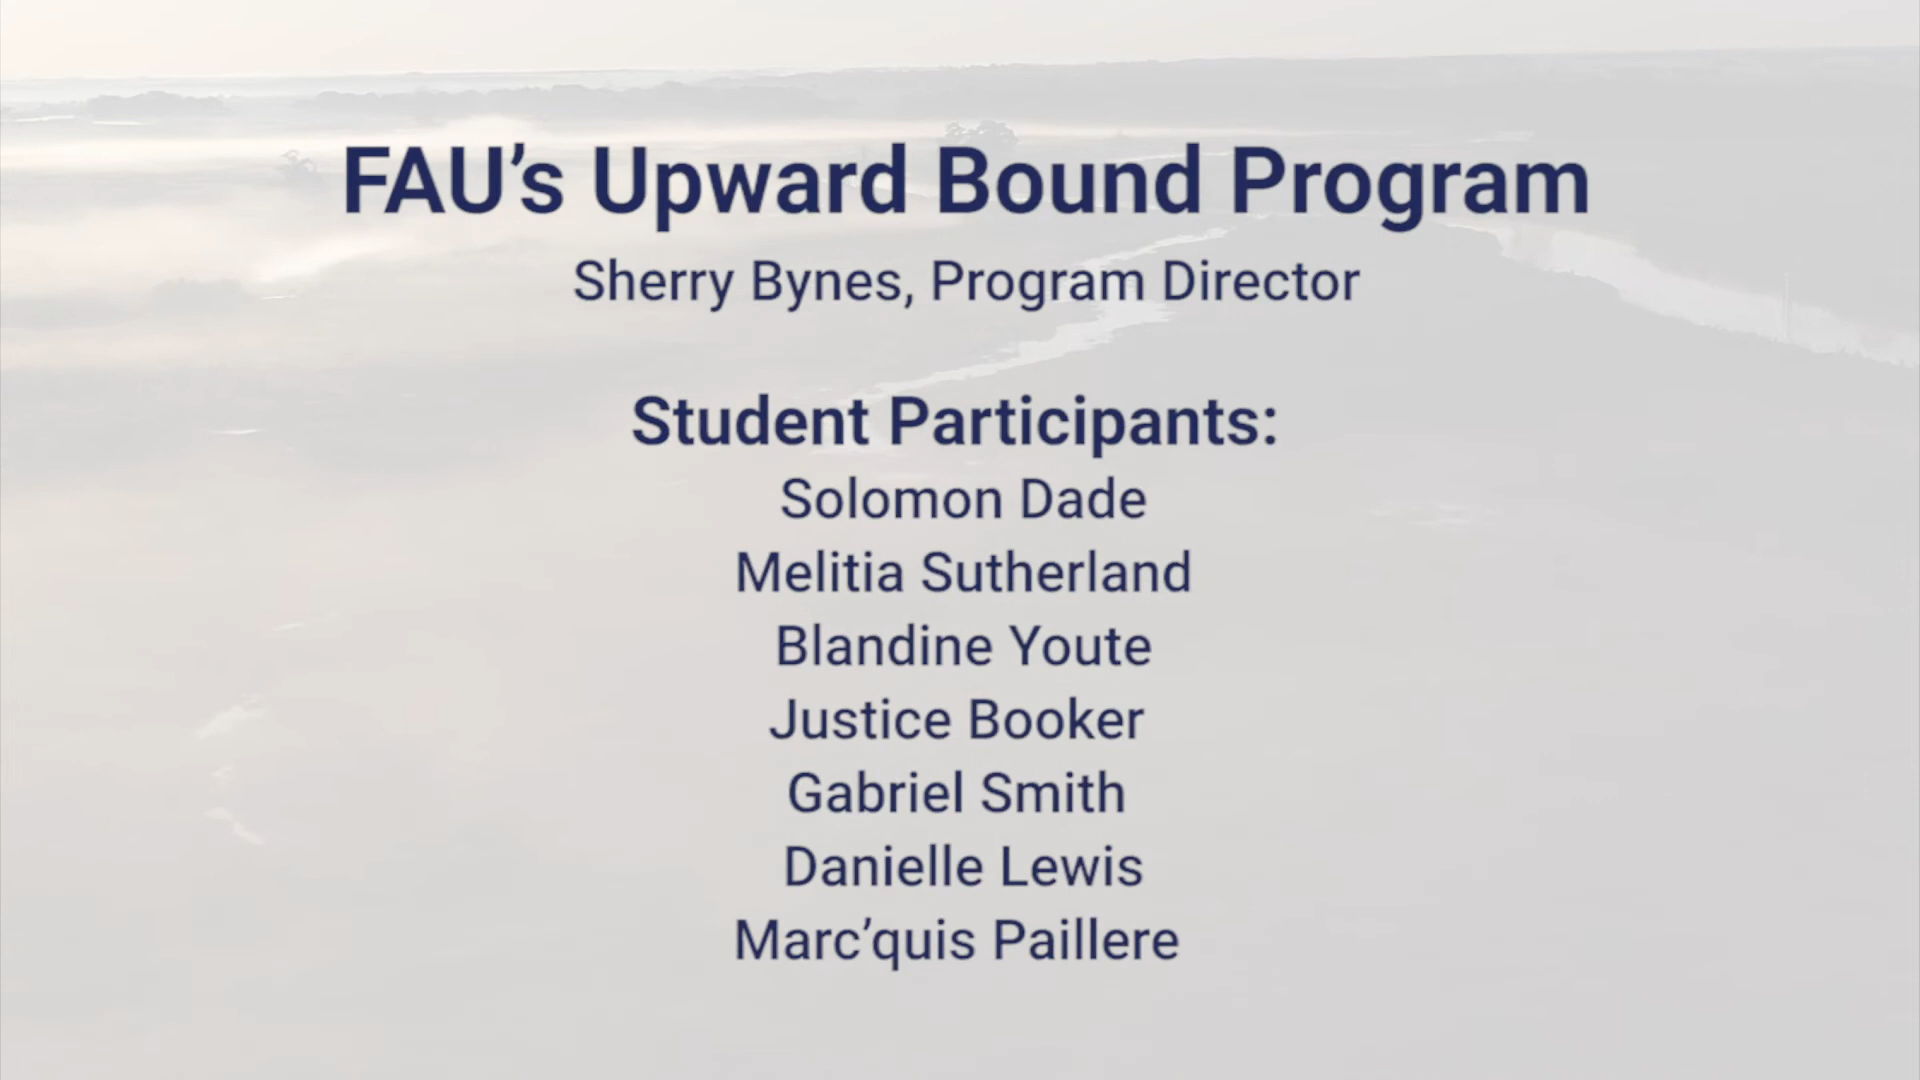 FAU’s Upward Bound Program
Sherry Bynes, Program Director
Student Participants:
Solomon Dade
Melitia Sutherland
Blandine Youte
Justice Booker
Gabriel Smith
Danielle Lewis
Marc’quis Paillere